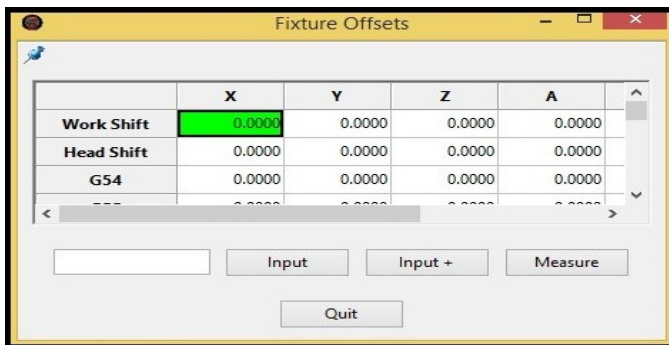 Fixture Offsets
X Y Z A
Work Shift 0.0000 0.0000 0.0000 0.0000
Head Shift 0.0000 0.0000 0.0000 0.0000
G54 0.0000 0.0000 0.0000 0.0000
Input Input + Measure
Quit